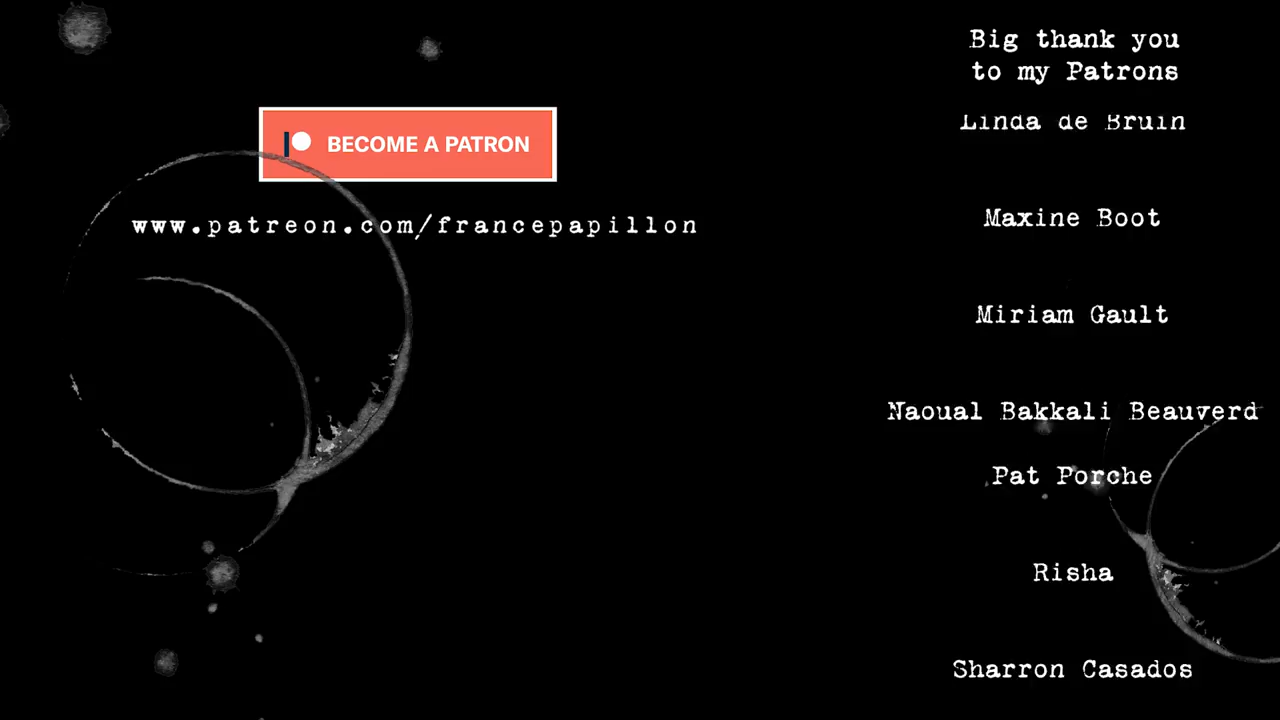 BECOME A PATRON
www.patreon.com/francepapillon
Big thank you
to my Patrons
Linda de Bruin
Maxine Boot
Miriam Gault
Naoual Bakkali Beauverd
Pat Porche
Risha
Sharron Casados